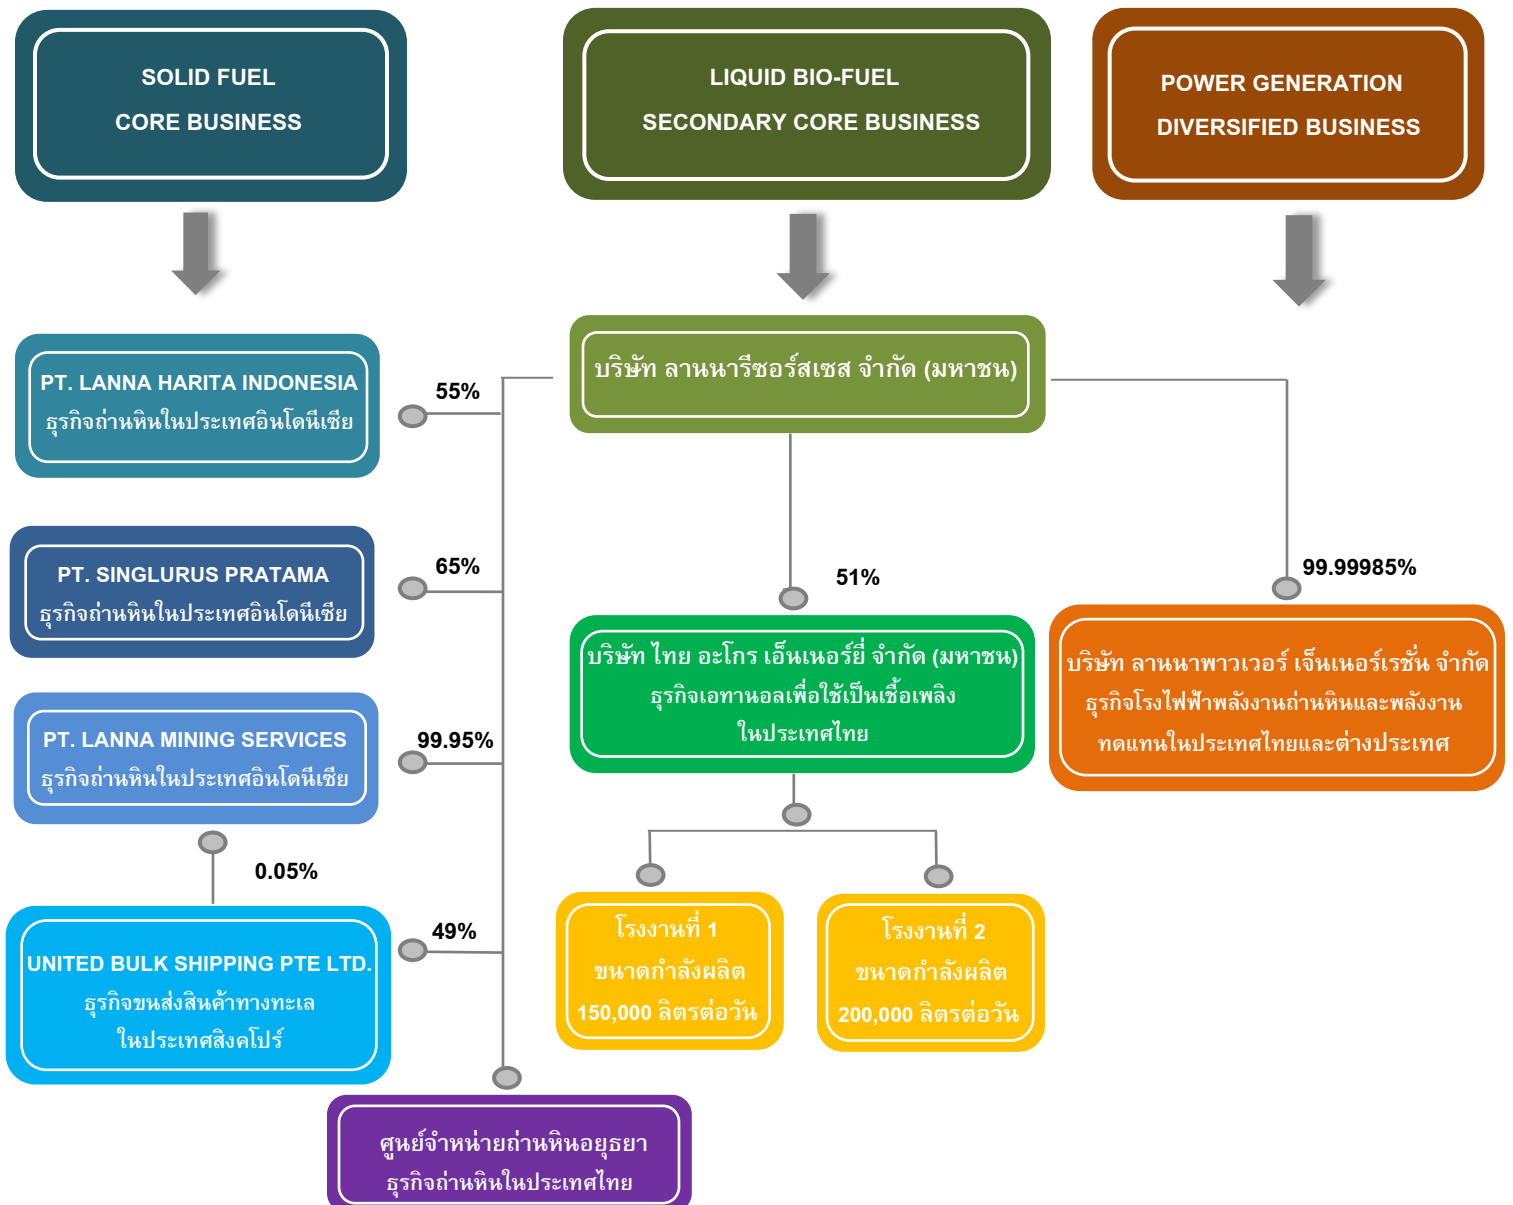 SOLID FUEL
CORE BUSINESS
LIQUID BIO-FUEL
SECONDARY CORE BUSINESS
POWER GENERATION
DIVERSIFIED BUSINESS
บริษัท ลานนารีซอร์สเซส จำกัด (มหาชน)
PT. LANNA HARITA INDONESIA
ธุรกิจถ่านหินในประเทศอินโดนีเซีย
55%
PT. SINGLURUS PRATAMA
ธุรกิจถ่านหินในประเทศอินโดนีเซีย
65%
51%
99.99985%
บริษัท ไทย อะโกร เอ็นเนอร์ยี่ จำกัด (มหาชน)
ธุรกิจเอทานอลเพื่อใช้เป็นเชื้อเพลิง
ในประเทศไทย
บริษัท ลานนาพาวเวอร์ เจ็นเนอร์เรชั่น จำกัด
ธุรกิจโรงไฟฟ้าพลังงานถ่านหินและพลังงาน
ทดแทนในประเทศไทยและต่างประเทศ
PT. LANNA MINING SERVICES
ธุรกิจถ่านหินในประเทศอินโดนีเซีย
99.95%
0.05%
UNITED BULK SHIPPING PTE LTD.
ธุรกิจขนส่งสินค้าทางทะเล
ในประเทศสิงคโปร์
49%
โรงงานที่ 1
ขนาดกำลังผลิต
150,000 ลิตรต่อวัน
โรงงานที่ 2
ขนาดกำลังผลิต
200,000 ลิตรต่อวัน
ศูนย์จำหน่ายถ่านหินอยุธยา
ธุรกิจถ่านหินในประเทศไทย